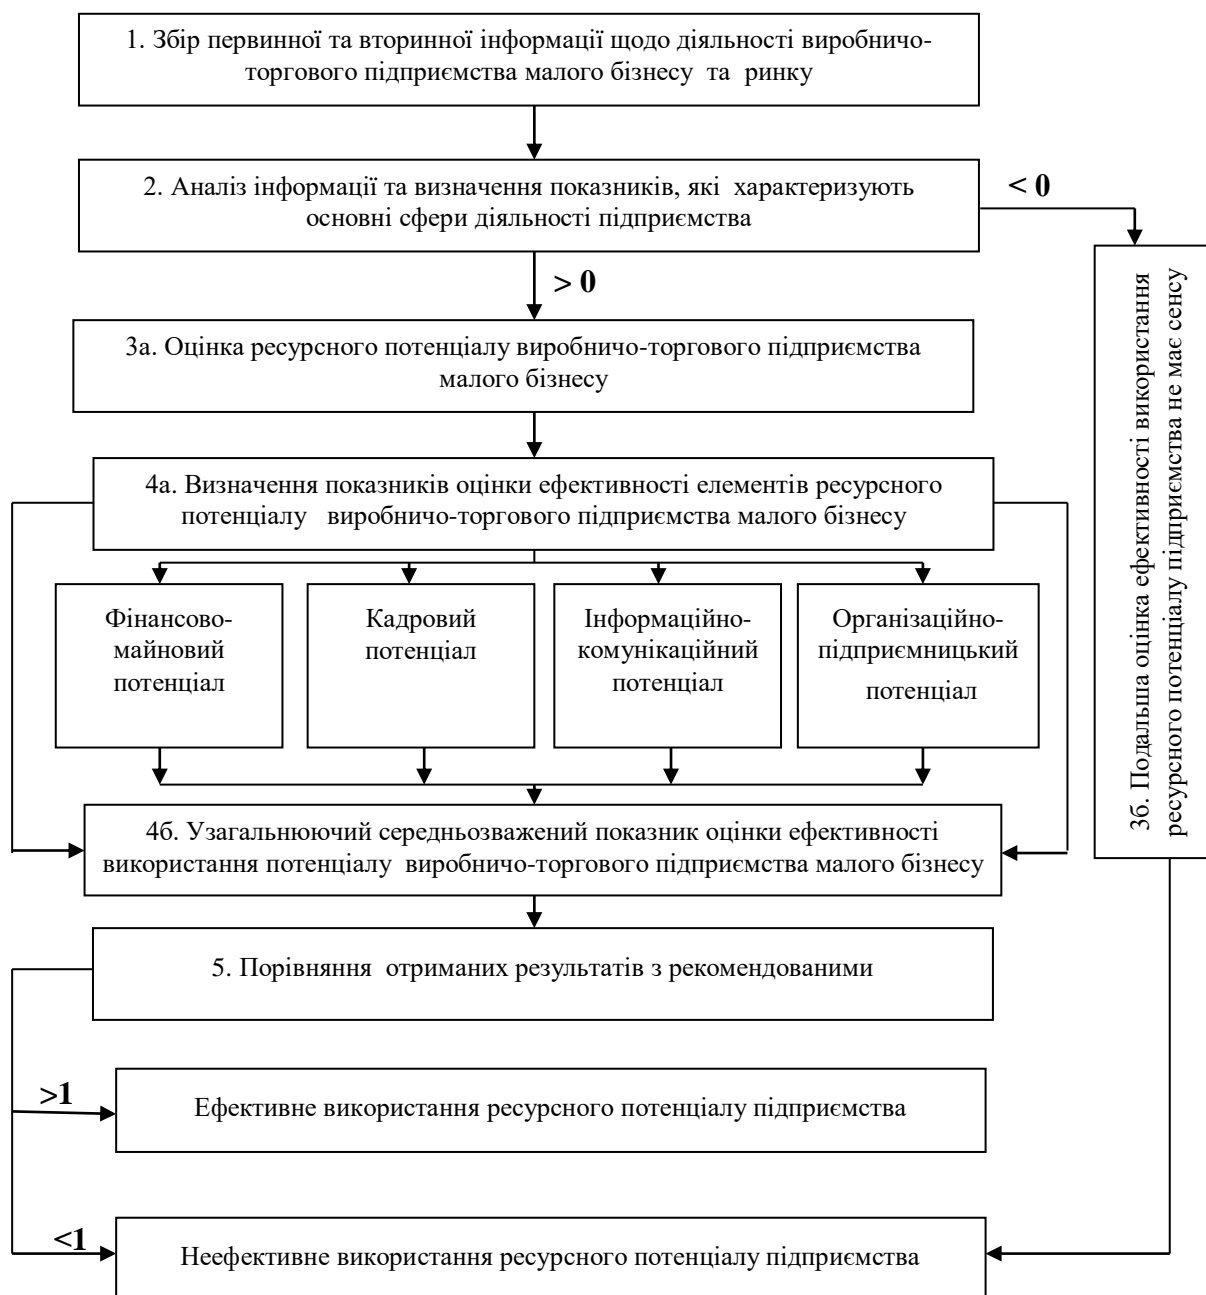 1. Збір первинної та вторинної інформації щодо діяльності виробничо-
торгового підприємства малого бізнесу та ринку
2. Аналіз інформації та визначення показників, які характеризують
основні сфери діяльності підприємства
< 0
> 0
3а. Оцінка ресурсного потенціалу виробничо-торгового підприємства
малого бізнесу
3б. Подальша оцінка ефективності використання
ресурсного потенціалу підприємства не має сенсу
4а. Визначення показників оцінки ефективності елементів ресурсного
потенціалу виробничо-торгового підприємства малого бізнесу
Фінансово-
майновий
потенціал
Кадровий
потенціал
Інформаційно-
комунікаційний
потенціал
Організаційно-
підприємницький
потенціал
4б. Узагальнюючий середньозважений показник оцінки ефективності
використання потенціалу виробничо-торгового підприємства малого бізнесу
5. Порівняння отриманих результатів з рекомендованими
>1
Ефективне використання ресурсного потенціалу підприємства
<1
Неефективне використання ресурсного потенціалу підприємства